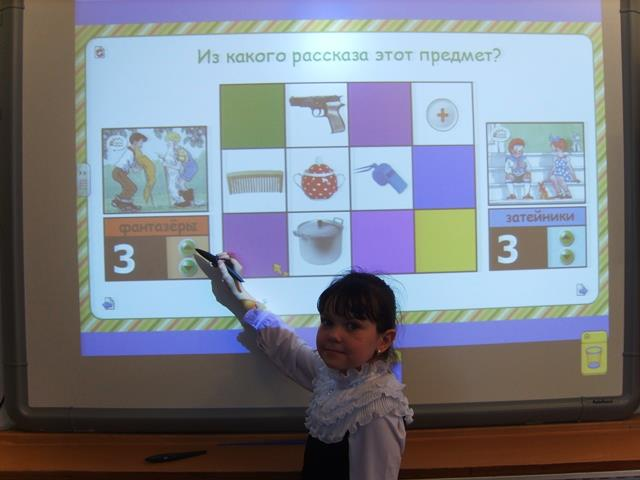 Из какого рассказа этот предмет?
фантазёры
3
затейники
3